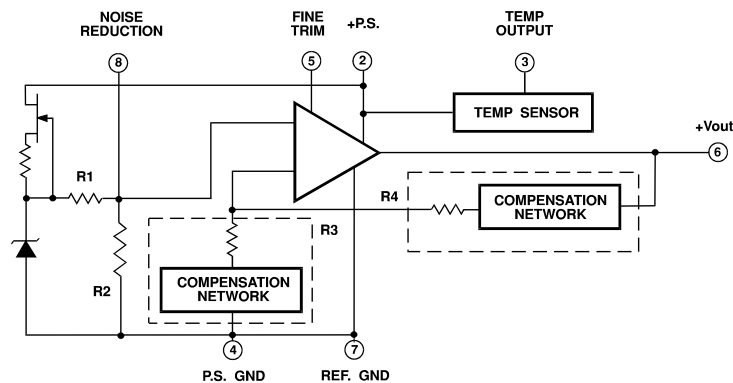 NOISE
REDUCTION
FINE
TRIM
+P.S.
TEMP
OUTPUT
8
5
2
3
TEMP SENSOR
+Vout
6
R1
R4
COMPENSATION
NETWORK
R3
R2
COMPENSATION
NETWORK
4
7
P.S. GND
REF. GND